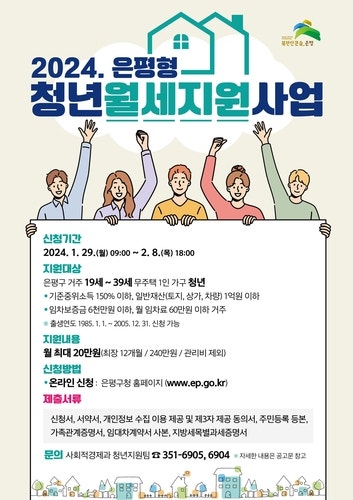 북한산 큰숲, 은평
2024. 은평형
청년월세지원사업
신청기간
2024. 1. 29.(월) 09:00 ~ 2. 8.(목) 18:00
지원대상
은평구 거주 19세 ~ 39세 무주택 1인 가구 청년
• 기준중위소득 150% 이하, 일반재산(토지, 상가, 차량) 1억원 이하
• 임차보증금 6천만원 이하, 월 임차료 60만원 이하 거주
※ 출생연도 1985. 1. 1. ~ 2005. 12. 31. 신청 가능
지원내용
월 최대 20만원(최장 12개월 / 240만원 / 관리비 제외)
신청방법
• 온라인 신청 : 은평구청 홈페이지 (www.ep.go.kr)
제출서류
신청서, 서약서, 개인정보 수집 이용 제공 및 제3자 제공 동의서, 주민등록 등본,
가족관계증명서, 임대차계약서 사본, 지방세목별과세증명서
문의 사회적경제과 청년지원팀 ☎ 351-6905, 6904 ※ 자세한 내용은 공고문 참고